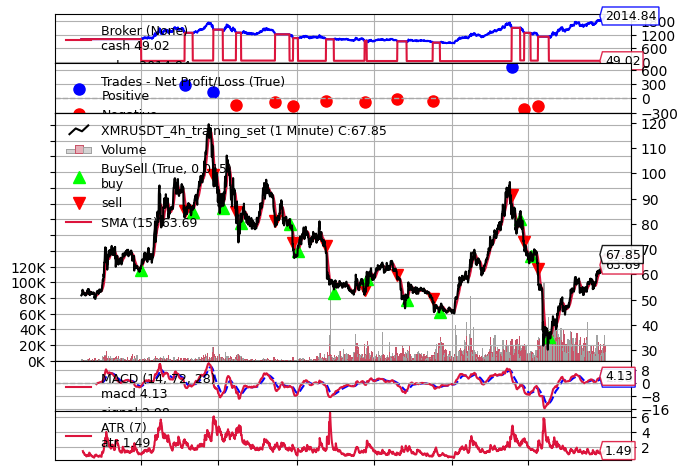 Broker (None)
cash 49.02
2014.84
1200
600
0
49.02
Trades - Net Profit/Loss (True)
Positive
Negative
600
300
0
−300
XMRUSDT_4h_training_set (1 Minute) C:67.85
Volume
BuySell (True, 0.015)
buy
sell
SMA (15) 63.69
120
110
100
90
80
70
67.85
63.69
60
50
40
30
120K
100K
80K
60K
40K
20K
0K
MACD (14, 72, 18)
macd 4.13
8
4.13
0
−8
−16
ATR (7)
atr 1.49
6
4
2
1.49